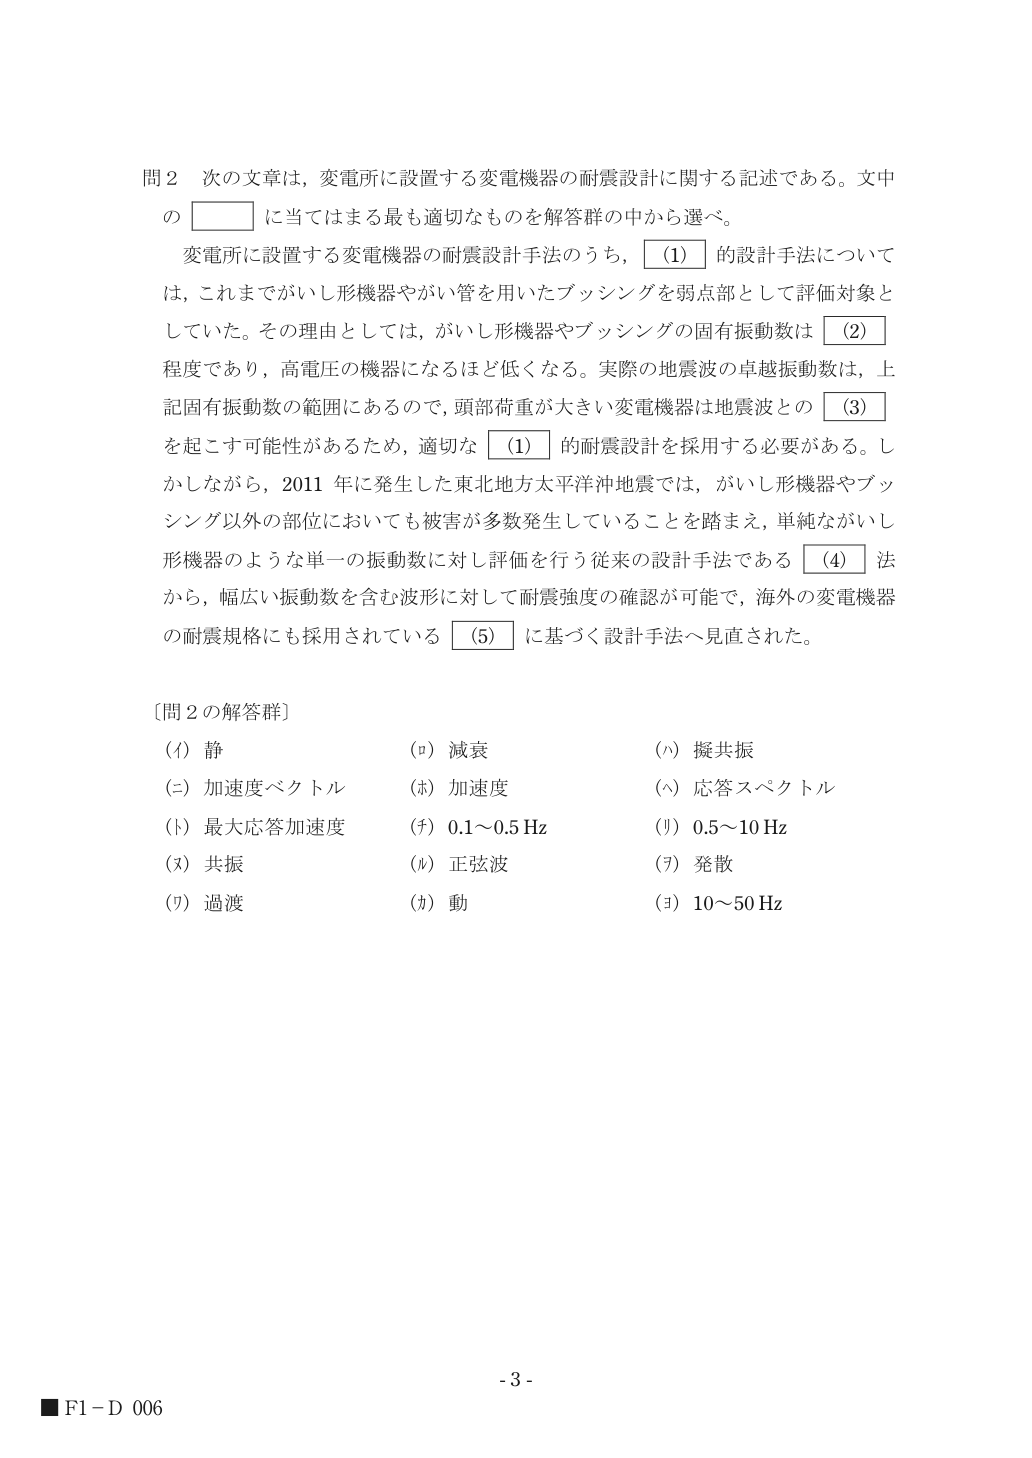 問２　次の文章は，変電所に設置する変電機器の耐震設計に関する記述である。文中
の　　　に当てはまる最も適切なものを解答群の中から選べ。
変電所に設置する変電機器の耐震設計手法のうち，（1）的設計手法について
は，これまでがいし形機器やがい管を用いたブッシングを弱点部として評価対象と
していた。その理由としては，がいし形機器やブッシングの固有振動数は（2）
程度であり，高電圧の機器になるほど低くなる。実際の地震波の卓越振動数は，上
記固有振動数の範囲にあるので，頭部荷重が大きい変電機器は地震波との（3）
を起こす可能性があるため，適切な（1）的耐震設計を採用する必要がある。し
かしながら，2011 年に発生した東北地方太平洋沖地震では，がいし形機器やブッ
シング以外の部位においても被害が多数発生していることを踏まえ，単純ながいし
形機器のような単一の振動数に対し評価を行う従来の設計手法である（4）法
から，幅広い振動数を含む波形に対して耐震強度の確認が可能で，海外の変電機器
の耐震規格にも採用されている（5）に基づく設計手法へ見直された。
〔問２の解答群〕
（イ）静　（ロ）減衰　（ハ）擬共振
（ニ）加速度ベクトル　（ホ）加速度　（ヘ）応答スペクトル
（ト）最大応答加速度　（チ）0.1～0.5 Hz　（リ）0.5～10 Hz
（ヌ）共振　（ル）正弦波　（ヲ）発散
（ワ）過渡　（カ）動　（ヨ）10～50 Hz
- 3 -
■ F1－D 006